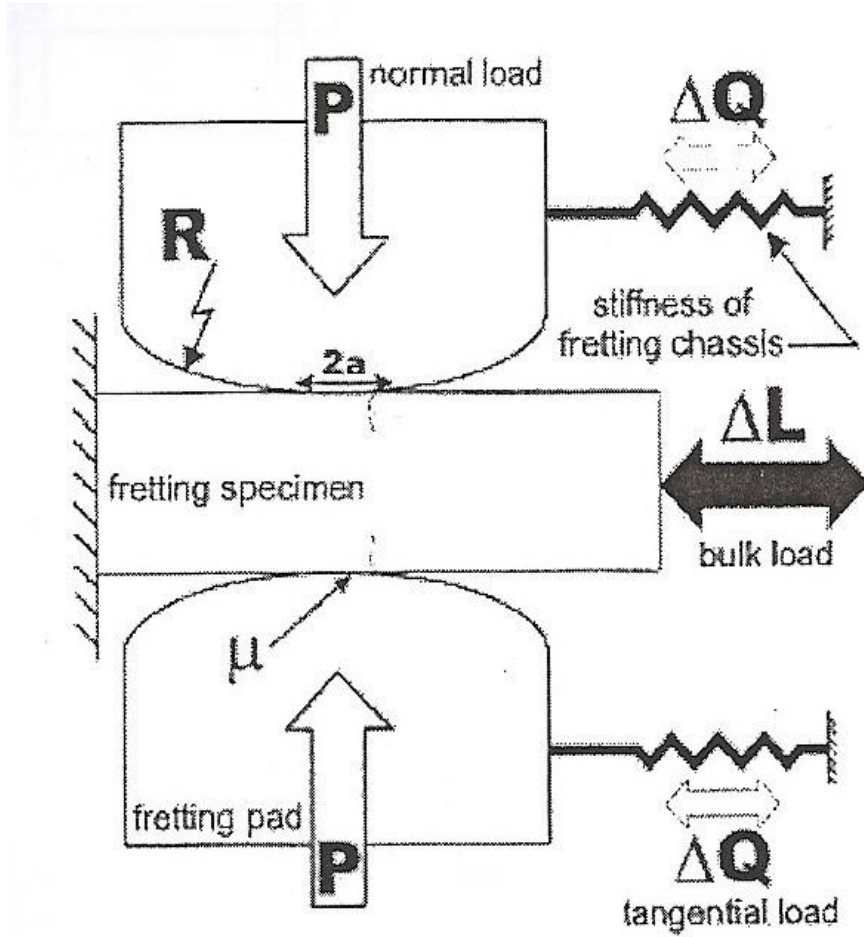 P
normal load
ΔQ
R
stiffness of
fretting chassis
2a
ΔL
fretting specimen
bulk load
μ
fretting pad
P
ΔQ
tangential load